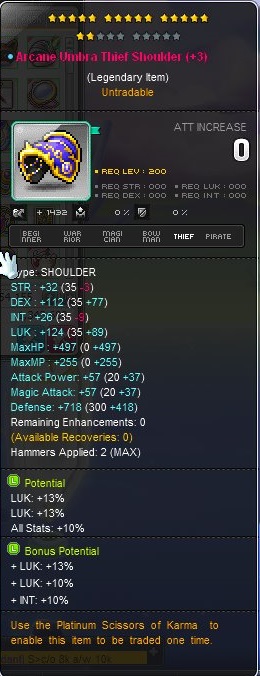 Arcane Umbra Thief Shoulder (+3)
(Legendary Item)
Untradable
ATT INCREASE
0
REQ LEV : 200
REQ STR : 000 REQ LUK : 000
REQ DEX : 000 REQ INT : 000
+ 1432 0 % 0 %
BEGINNER WARRIOR MAGICIAN BOWMAN THIEF PIRATE
Type: SHOULDER
STR : +32 (35 -3)
DEX : +112 (35 +77)
INT : +26 (35 -9)
LUK : +124 (35 +89)
MaxHP : +497 (0 +497)
MaxMP : +255 (0 +255)
Attack Power: +57 (20 +37)
Magic Attack: +57 (20 +37)
Defense: +718 (300 +418)
Remaining Enhancements: 0
(Available Recoveries: 0)
Hammers Applied: 2 (MAX)
Potential
LUK: +13%
LUK: +13%
All Stats: +10%
Bonus Potential
+ LUK: +13%
+ LUK: +10%
+ INT: +10%
Use the Platinum Scissors of Karma to
enable this item to be traded one time.